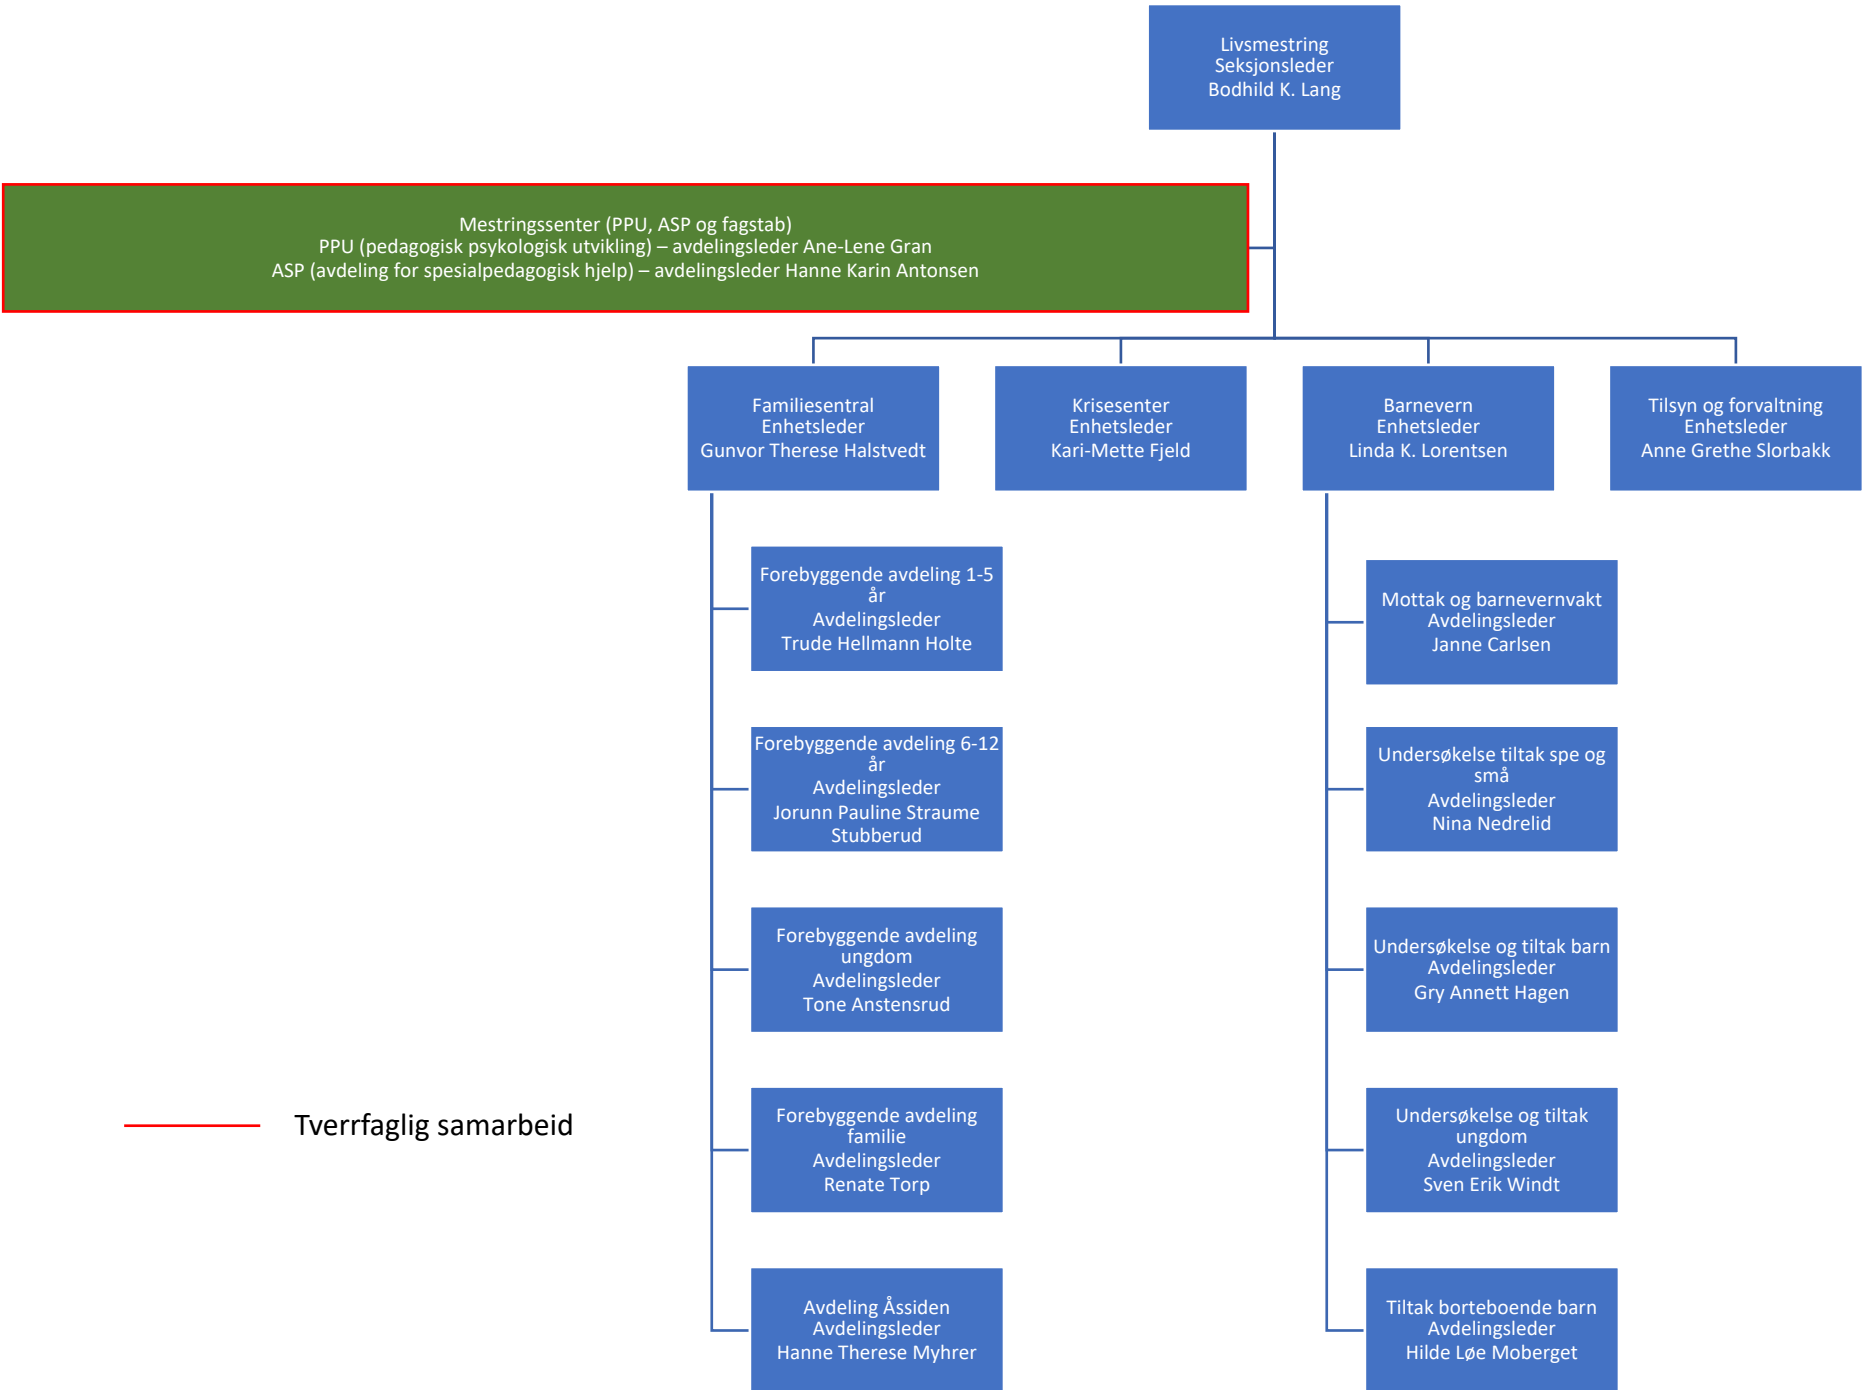 Livsmestring
Seksjonsleder
Bodhild K. Lang
Mestringssenter (PPU, ASP og fagstab)
PPU (pedagogisk psykologisk utvikling) – avdelingsleder Ane-Lene Gran
ASP (avdeling for spesialpedagogisk hjelp) – avdelingsleder Hanne Karin Antonsen
Familiesentral
Enhetsleder
Gunvor Therese Halstvedt
Krisesenter
Enhetsleder
Kari-Mette Fjeld
Barnevern
Enhetsleder
Linda K. Lorentsen
Tilsyn og forvaltning
Enhetsleder
Anne Grethe Slorbakk
Forebyggende avdeling 1-5
år
Avdelingsleder
Trude Hellmann Holte
Forebyggende avdeling 6-12
år
Avdelingsleder
Jorunn Pauline Straume
Stubberud
Forebyggende avdeling
ungdom
Avdelingsleder
Tone Anstensrud
Forebyggende avdeling
familie
Avdelingsleder
Renate Torp
Avdeling Åssiden
Avdelingsleder
Hanne Therese Myhrer
Mottak og barnevernvakt
Avdelingsleder
Janne Carlsen
Undersøkelse tiltak spe og
små
Avdelingsleder
Nina Nedrelid
Undersøkelse og tiltak barn
Avdelingsleder
Gry Annett Hagen
Undersøkelse og tiltak
ungdom
Avdelingsleder
Sven Erik Windt
Tiltak borteboende barn
Avdelingsleder
Hilde Løe Moberget
Tverrfaglig samarbeid